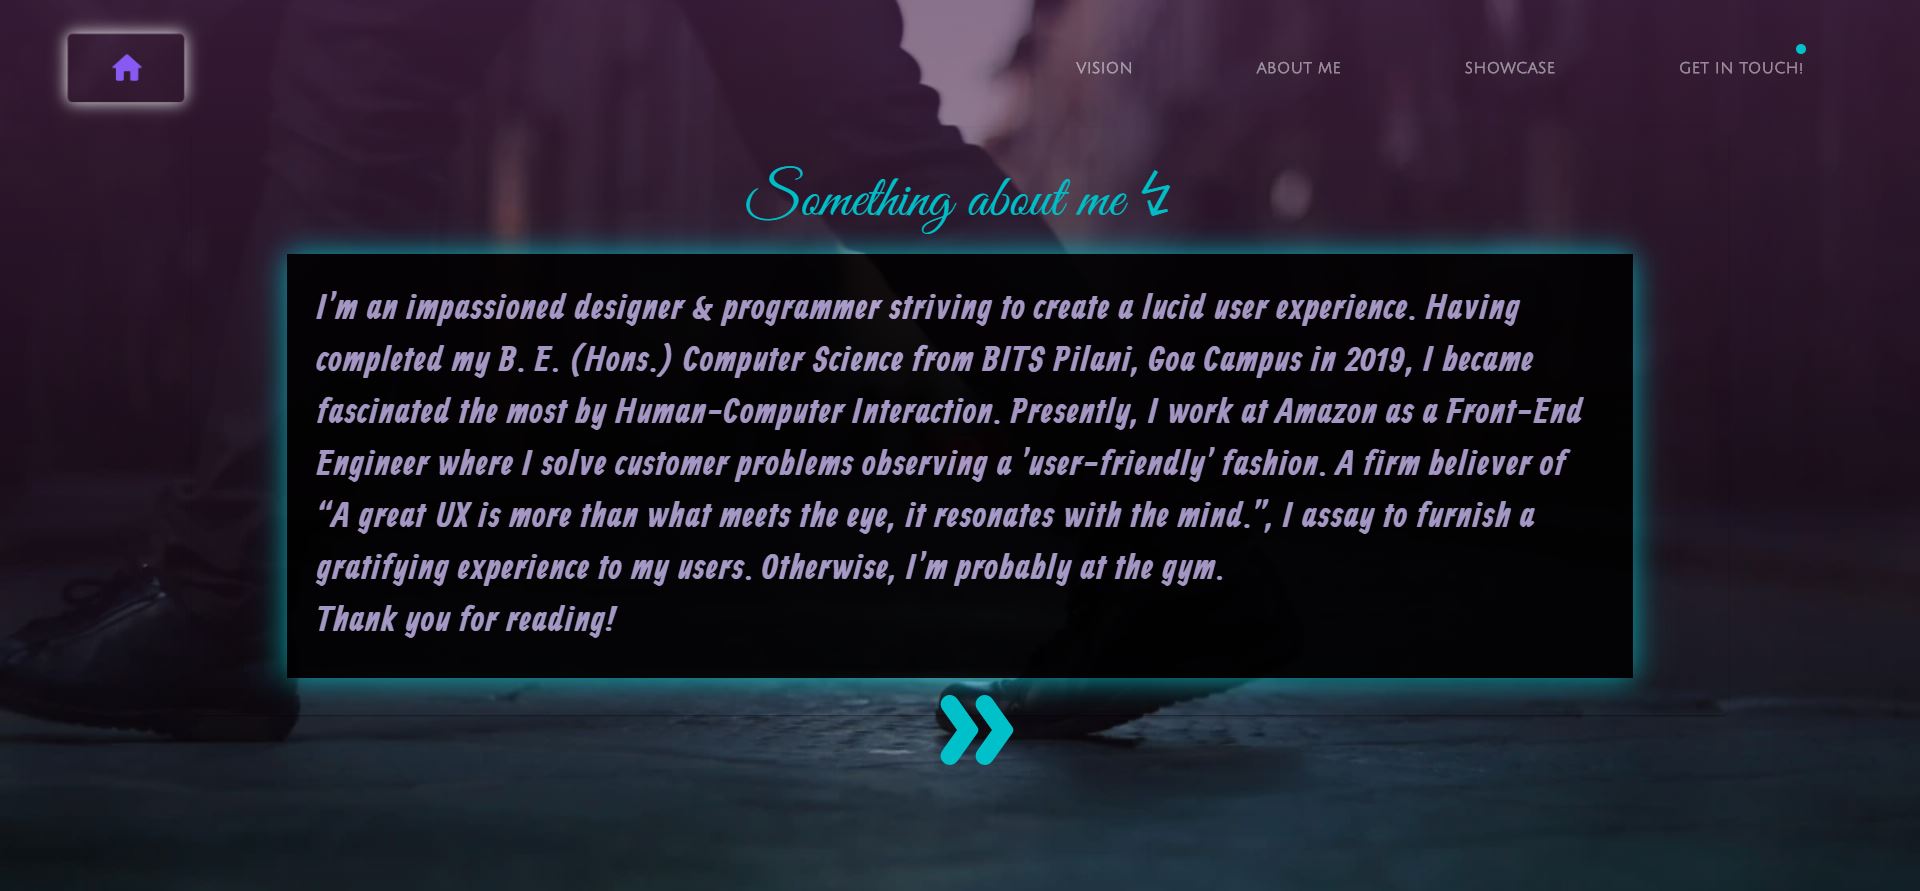 VISION
ABOUT ME
SHOWCASE
GET IN TOUCH!
Something about me
I'm an impassioned designer & programmer striving to create a lucid user experience. Having
completed my B. E. (Hons.) Computer Science from BITS Pilani, Goa Campus in 2019, I became
fascinated the most by Human-Computer Interaction. Presently, I work at Amazon as a Front-End
Engineer where I solve customer problems observing a 'user-friendly' fashion. A firm believer of
“A great UX is more than what meets the eye, it resonates with the mind.”, I assay to furnish a
gratifying experience to my users. Otherwise, I'm probably at the gym.
Thank you for reading!